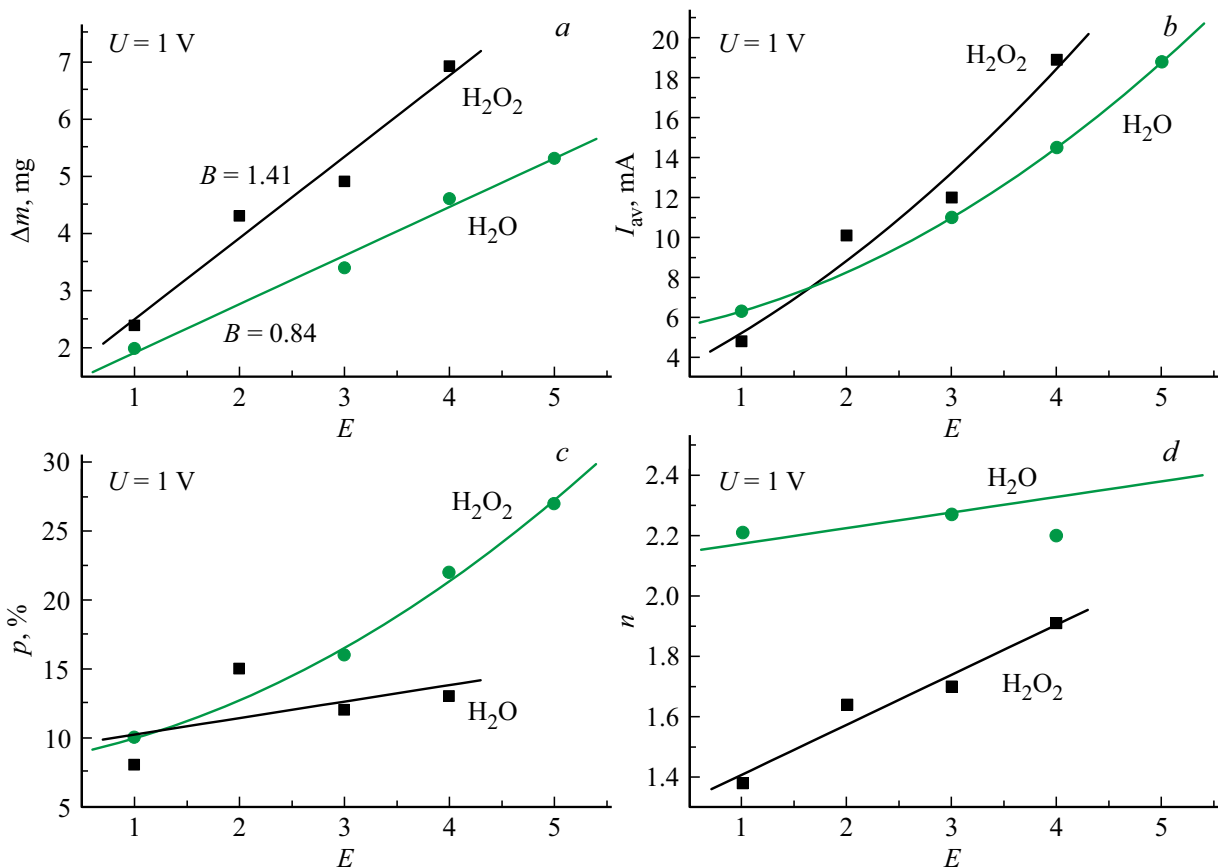 U = 1 V
a
7
6
5
4
3
2
Δm, mg
H₂O₂
B = 1.41
H₂O
B = 0.84
1 2 3 4 5
E
U = 1 V
b
20
18
16
14
12
10
8
6
4
I_av, mA
H₂O₂
H₂O
1 2 3 4 5
E
U = 1 V
c
30
25
20
15
10
5
p, %
H₂O₂
H₂O
1 2 3 4 5
E
U = 1 V
d
2.4
2.2
2.0
1.8
1.6
1.4
n
H₂O
H₂O₂
1 2 3 4 5
E